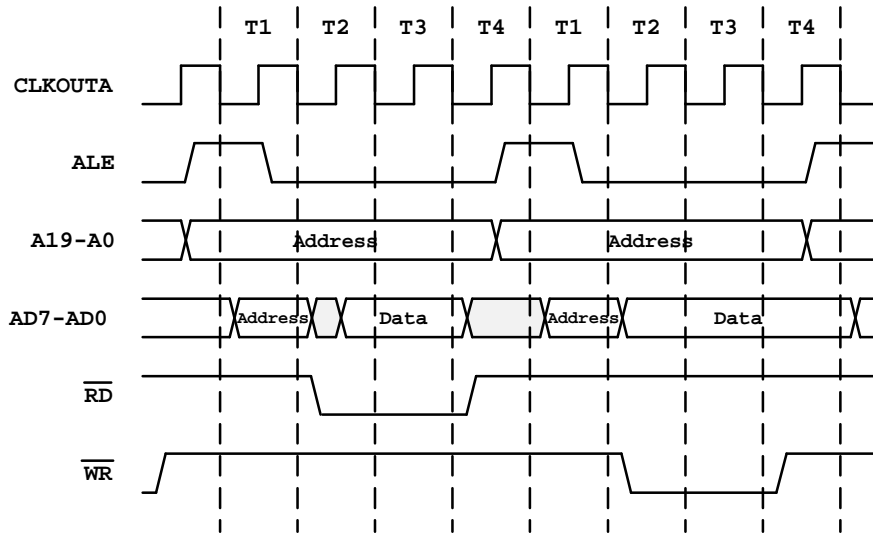 T1 T2 T3 T4 T1 T2 T3 T4
CLKOUTA
ALE
A19-A0 Address Address
AD7-AD0 Address Data Address Data
RD
WR